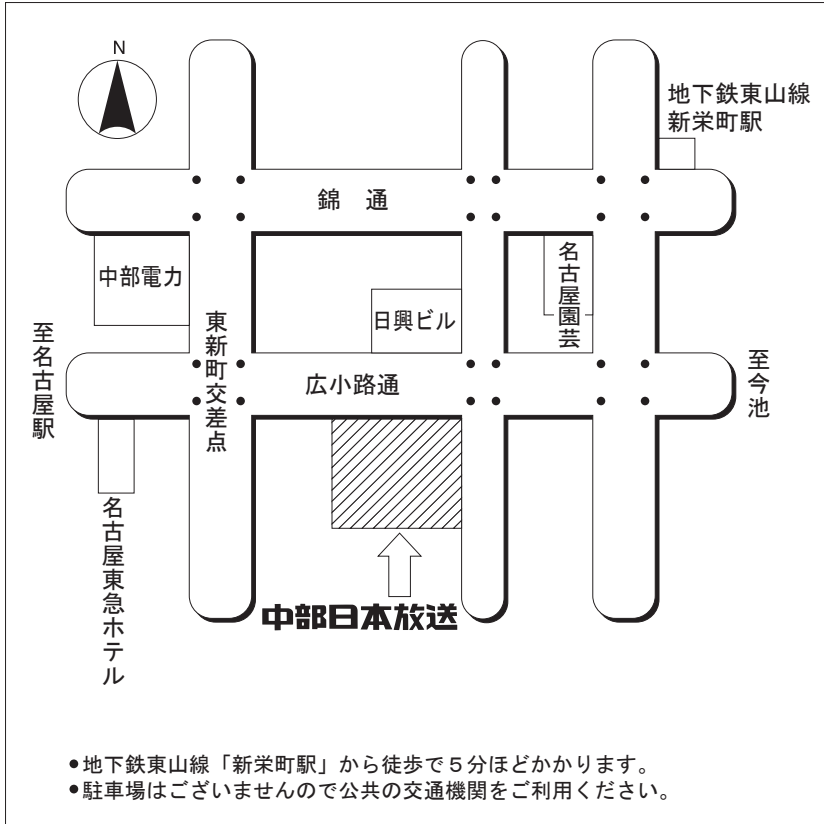 N
地下鉄東山線
新栄町駅
錦　通
中部電力
名古屋園芸
日興ビル
東新町交差点
至名古屋駅
広小路通
至今池
名古屋東急ホテル
中部日本放送
●地下鉄東山線「新栄町駅」から徒歩で５分ほどかかります。
●駐車場はございませんので公共の交通機関をご利用ください。